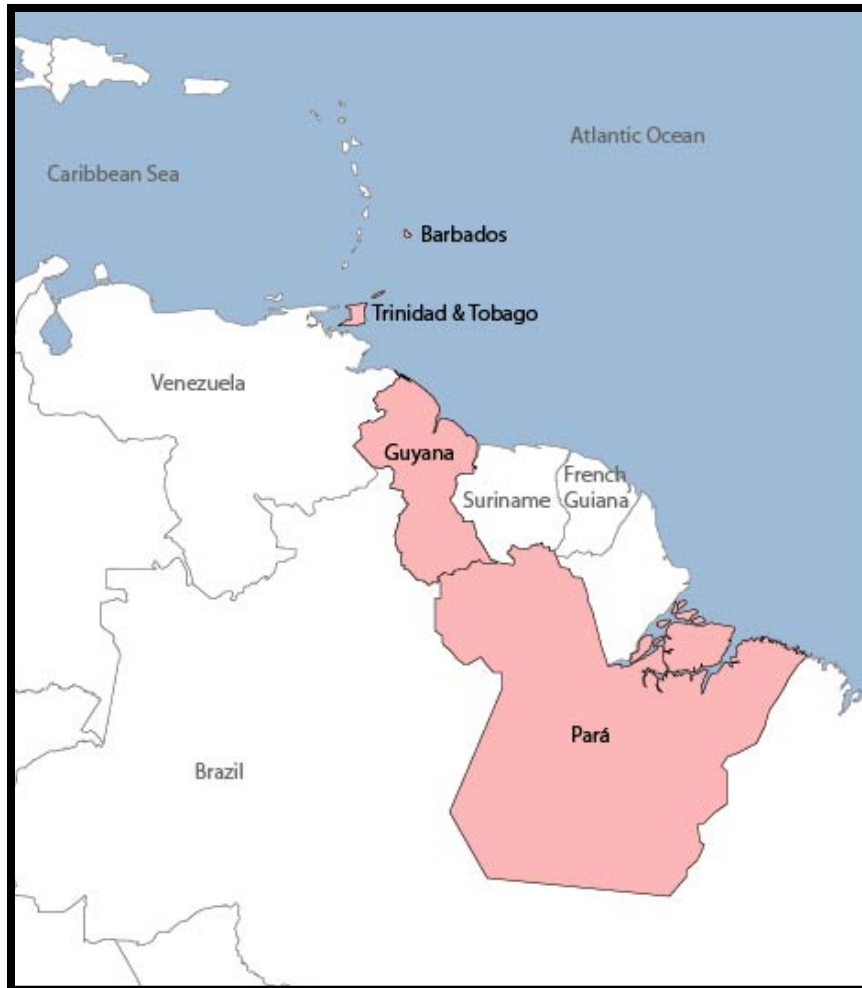 Atlantic Ocean
Caribbean Sea
Barbados
Trinidad & Tobago
Venezuela
Guyana
French
Guiana
Suriname
Pará
Brazil